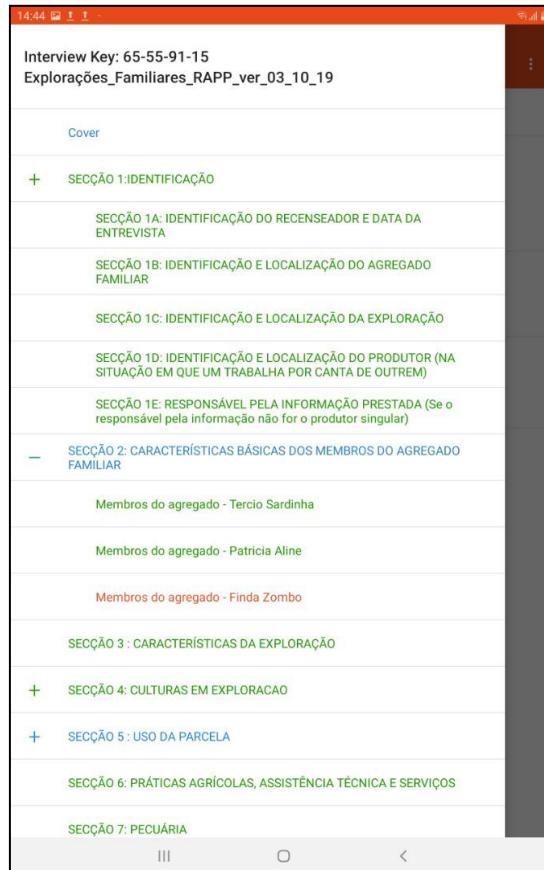 14:44
Interview Key: 65-55-91-15
Explorações_Familiares_RAPP_ver_03_10_19
Cover
+ SECÇÃO 1:IDENTIFICAÇÃO
SECÇÃO 1A: IDENTIFICAÇÃO DO RECENSEADOR E DATA DA
ENTREVISTA
SECÇÃO 1B: IDENTIFICAÇÃO E LOCALIZAÇÃO DO AGREGADO
FAMILIAR
SECÇÃO 1C: IDENTIFICAÇÃO E LOCALIZAÇÃO DA EXPLORAÇÃO
SECÇÃO 1D: IDENTIFICAÇÃO E LOCALIZAÇÃO DO PRODUTOR (NA
SITUAÇÃO EM QUE UM TRABALHA POR CANTA DE OUTREM)
SECÇÃO 1E: RESPONSÁVEL PELA INFORMAÇÃO PRESTADA (Se o
responsável pela informação não for o produtor singular)
− SECÇÃO 2: CARACTERÍSTICAS BÁSICAS DOS MEMBROS DO AGREGADO
FAMILIAR
Membros do agregado - Tercio Sardinha
Membros do agregado - Patricia Aline
Membros do agregado - Finda Zombo
SECÇÃO 3 : CARACTERÍSTICAS DA EXPLORAÇÃO
+ SECÇÃO 4: CULTURAS EM EXPLORACAO
+ SECÇÃO 5 : USO DA PARCELA
SECÇÃO 6: PRÁTICAS AGRÍCOLAS, ASSISTÊNCIA TÉCNICA E SERVIÇOS
SECÇÃO 7: PECUÁRIA